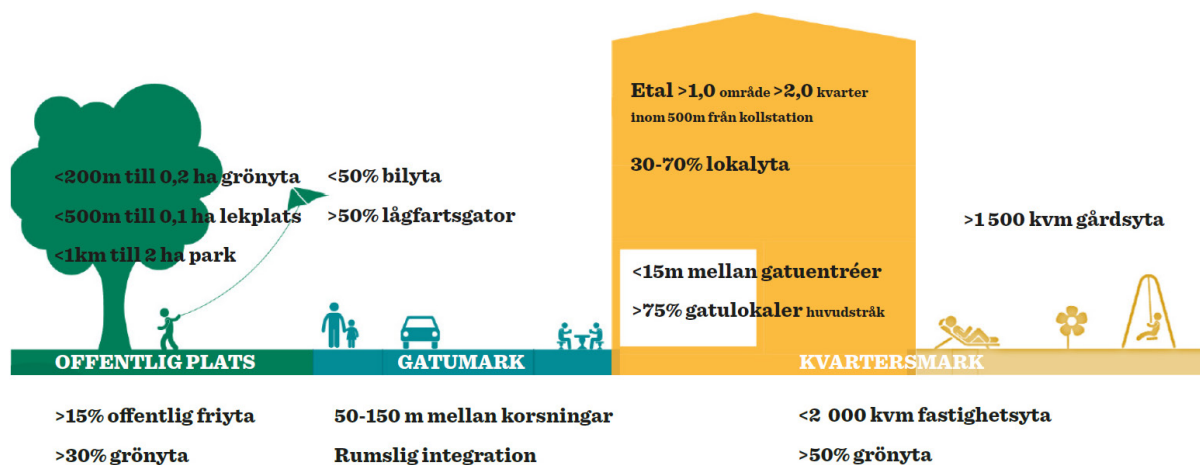 Etal >1,0 område >2,0 kvarter
inom 500m från kollstation
30-70% lokalyta
<200m till 0,2 ha grönyta
<50% bilyta
<500m till 0,1 ha lekplats
>50% lågfartsgator
>1 500 kvm gårdsyta
<1km till 2 ha park
<15m mellan gatuentréer
>75% gatulokaler huvudstråk
OFFENTLIG PLATS
GATUMARK
KVARTERSMARK
>15% offentlig friyta
50-150 m mellan korsningar
<2 000 kvm fastighetsyta
>30% grönyta
Rumslig integration
>50% grönyta